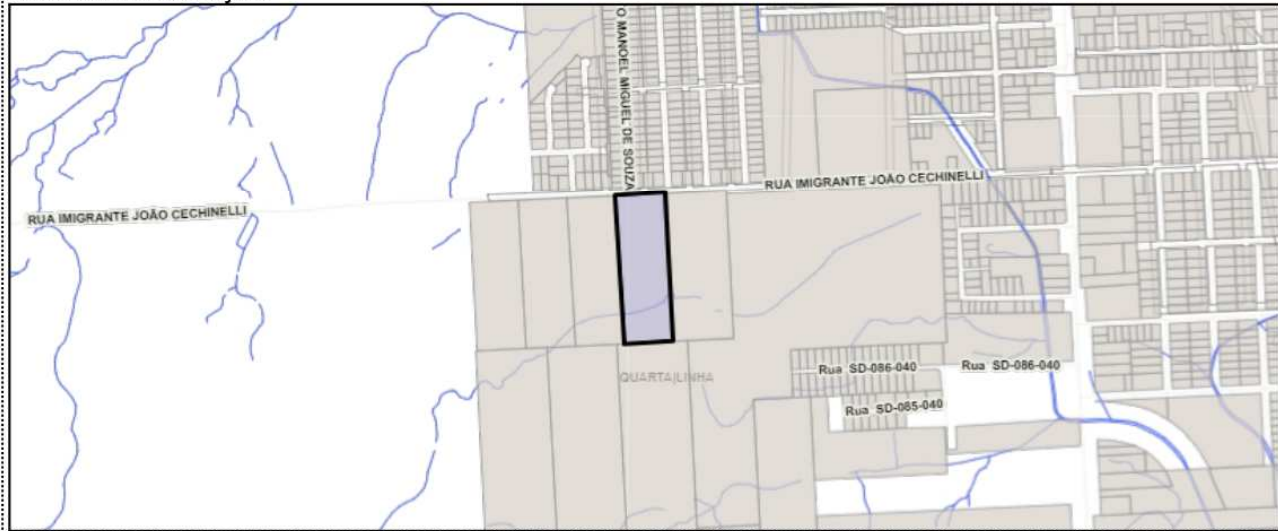 O MANOEL MIGUEL DE SOUZA
RUA IMIGRANTE JOÃO CECHINELLI
RUA IMIGRANTE JOÃO CECHINELLI
QUARTA LINHA
Rua SD-086-040
Rua SD-086-040
Rua SD-085-040